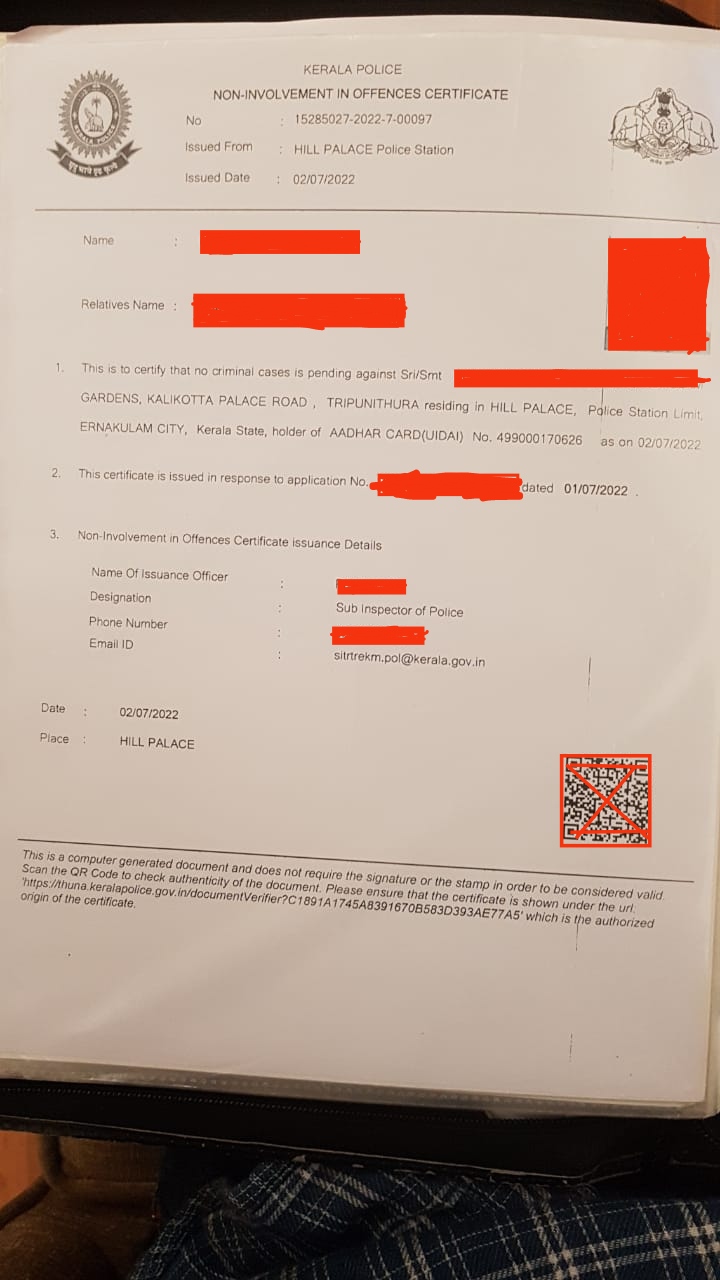 KERALA POLICE
NON-INVOLVEMENT IN OFFENCES CERTIFICATE
No : 15285027-2022-7-00097
Issued From : HILL PALACE Police Station
Issued Date : 02/07/2022
Name :
Relatives Name :
1. This is to certify that no criminal cases is pending against Sri/Smt
GARDENS, KALIKOTTA PALACE ROAD , TRIPUNITHURA residing in HILL PALACE, Police Station Limit,
ERNAKULAM CITY, Kerala State, holder of AADHAR CARD(UIDAI) No. 499000170626 as on 02/07/2022
2. This certificate is issued in response to application No. dated 01/07/2022 .
3. Non-Involvement in Offences Certificate issuance Details
Name Of Issuance Officer :
Designation : Sub Inspector of Police
Phone Number :
Email ID : sitrtrekm.pol@kerala.gov.in
Date : 02/07/2022
Place : HILL PALACE
This is a computer generated document and does not require the signature or the stamp in order to be considered valid.
Scan the QR Code to check authenticity of the document. Please ensure that the certificate is shown under the url.
'https://thuna.keralapolice.gov.in/documentVerifier?C1891A1745A8391670B583D393AE77A5' which is the authorized
origin of the certificate.